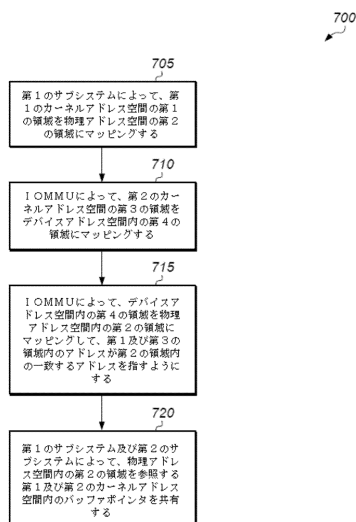 700
705
第1のサブシステムによって、第
1のカーネルアドレス空間の第1
の領域を物理アドレス空間の第2
の領域にマッピングする
710
IOMMUによって、第2のカー
ネルアドレス空間の第3の領域を
デバイスアドレス空間内の第4の
領域にマッピングする
715
IOMMUによって、デバイスア
ドレス空間内の第4の領域を物理
アドレス空間内の第2の領域に
マッピングして、第1及び第3の
領域内のアドレスが第2の領域内
の一致するアドレスを指すように
する
720
第1のサブシステム及び第2のサ
ブシステムによって、物理アドレ
ス空間内の第2の領域を参照する
第1及び第2のカーネルアドレス
空間内のバッファポインタを共有
する